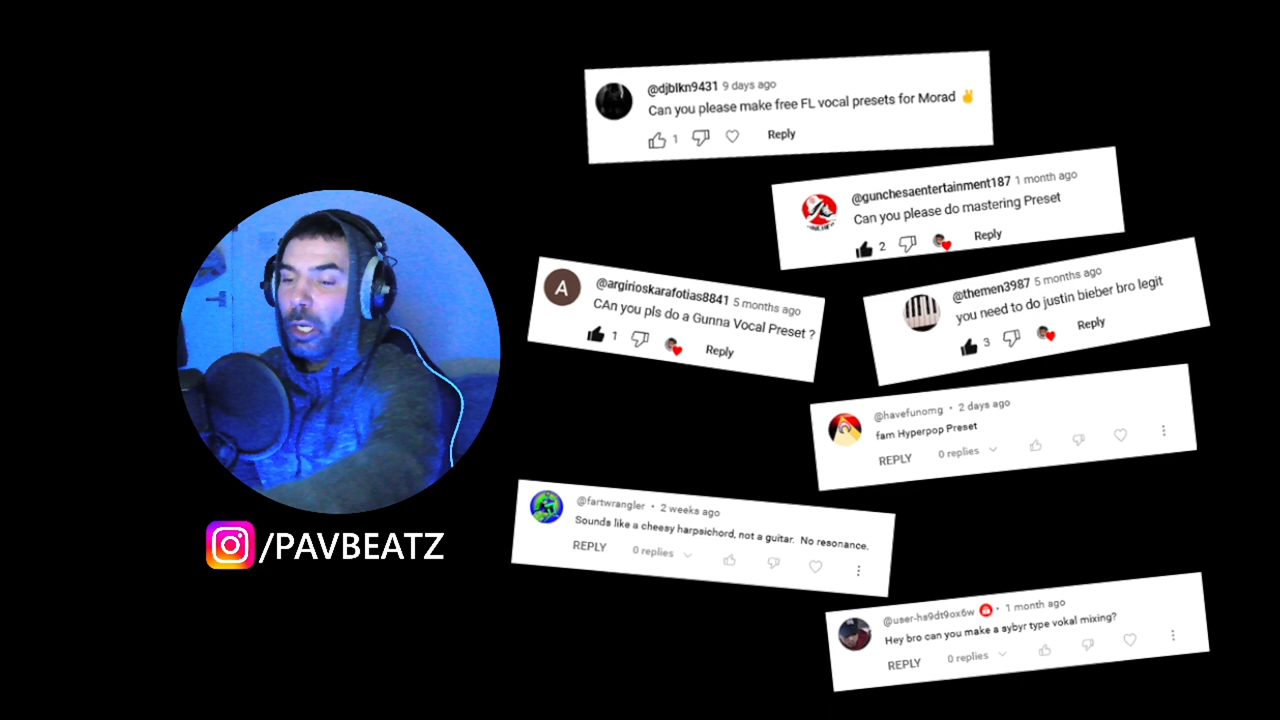 @djblkn9431 9 days ago
Can you please make free FL vocal presets for Morad ✌
1 Reply
@gunchesaentertainment187 1 month ago
Can you please do mastering Preset
2 Reply
@argirioskarafotias8841 5 months ago
CAn you pls do a Gunna Vocal Preset ?
1 Reply
@themen3987 5 months ago
you need to do justin bieber bro legit
3 Reply
@havefunomg • 2 days ago
fam Hyperpop Preset
REPLY 0 replies
@fartwrangler • 2 weeks ago
Sounds like a cheesy harpsichord, not a guitar. No resonance.
REPLY 0 replies
/PAVBEATZ
@user-hs9dt9ox6w • 1 month ago
Hey bro can you make a sybyr type vokal mixing?
REPLY 0 replies
A